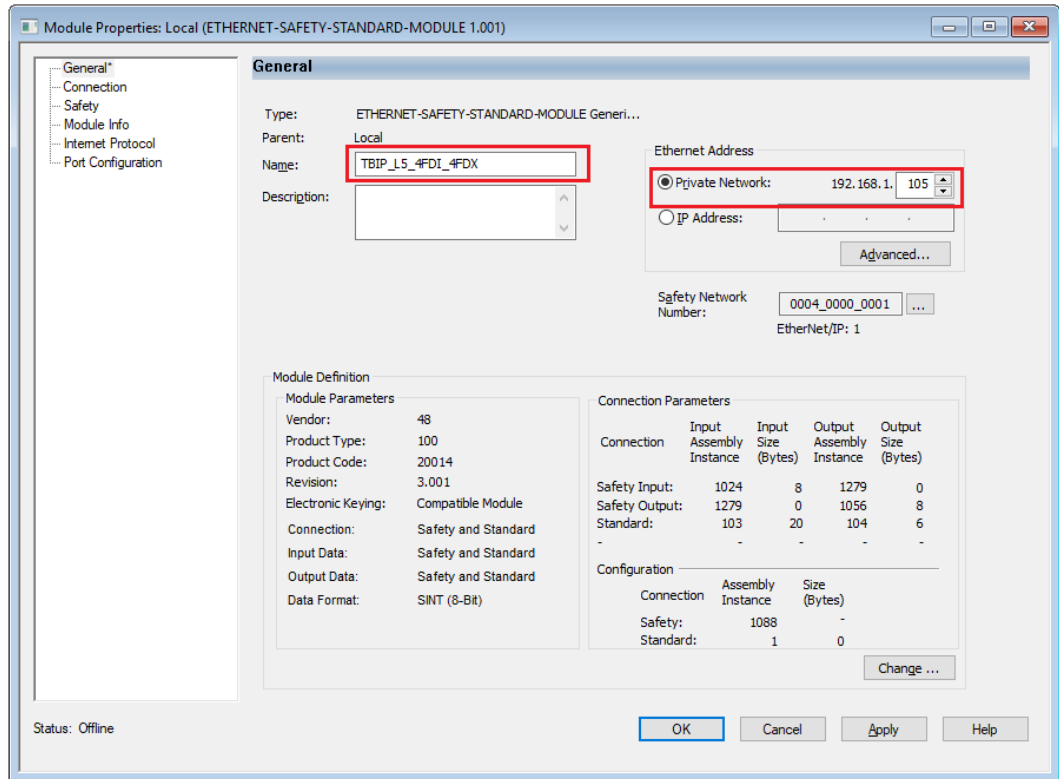 Module Properties: Local (ETHERNET-SAFETY-STANDARD-MODULE 1.001)
General*
Connection
Safety
Module Info
Internet Protocol
Port Configuration
General
Type: ETHERNET-SAFETY-STANDARD-MODULE Generi...
Parent: Local
Name: TBIP_L5_4FDI_4FDX
Description:
Ethernet Address
Private Network: 192.168.1. 105
IP Address: . . .
Advanced...
Safety Network
Number:
0004_0000_0001 ...
EtherNet/IP: 1
Module Definition
Module Parameters
Vendor: 48
Product Type: 100
Product Code: 20014
Revision: 3.001
Electronic Keying: Compatible Module
Connection: Safety and Standard
Input Data: Safety and Standard
Output Data: Safety and Standard
Data Format: SINT (8-Bit)
Connection Parameters
Input Input Output Output
Connection Assembly Size Assembly Size
Instance (Bytes) Instance (Bytes)
Safety Input: 1024 8 1279 0
Safety Output: 1279 0 1056 8
Standard: 103 20 104 6
- - - - -
Configuration
Connection Assembly Size
Instance (Bytes)
Safety: 1088 -
Standard: 1 0
Change ...
Status: Offline
OK Cancel Apply Help